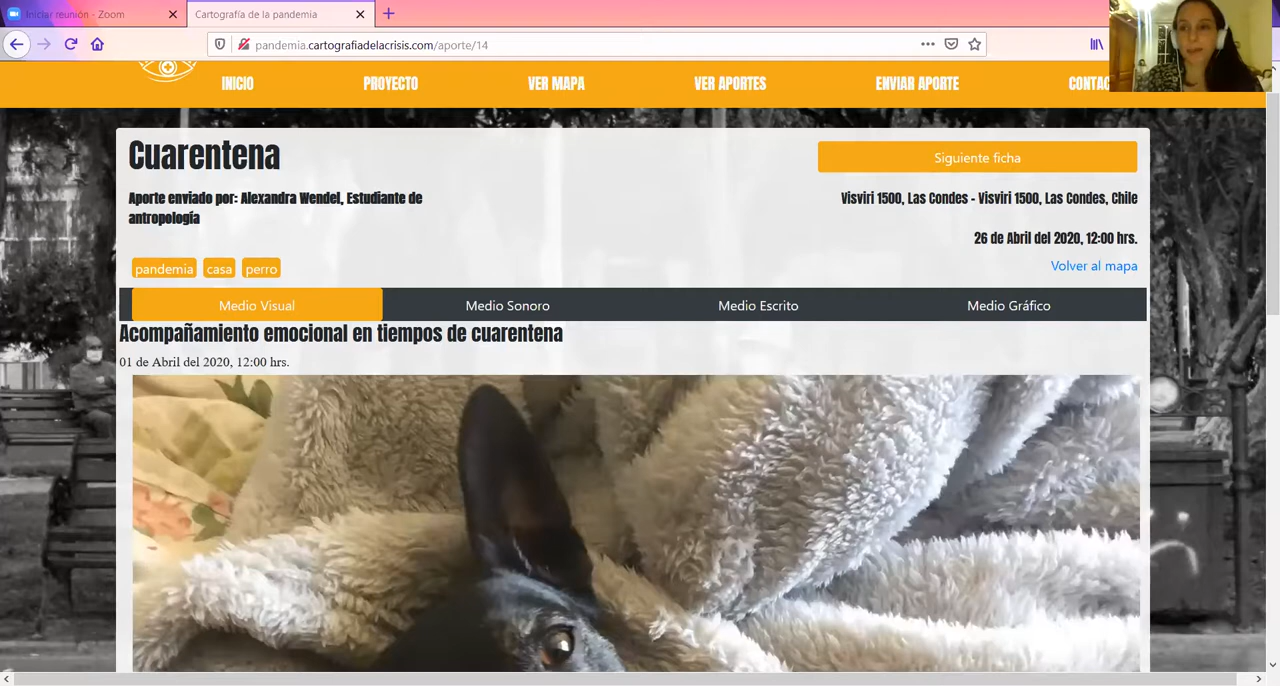 Iniciar reunión - Zoom
Cartografía de la pandemia
pandemia.cartografiadelacrisis.com/aporte/14
INICIO
PROYECTO
VER MAPA
VER APORTES
ENVIAR APORTE
CONTAC
Cuarentena
Siguiente ficha
Aporte enviado por: Alexandra Wendel, Estudiante de
antropología
Visviri 1500, Las Condes - Visviri 1500, Las Condes, Chile
26 de Abril del 2020, 12:00 hrs.
pandemia casa perro
Volver al mapa
Medio Visual
Medio Sonoro
Medio Escrito
Medio Gráfico
Acompañamiento emocional en tiempos de cuarentena
01 de Abril del 2020, 12:00 hrs.